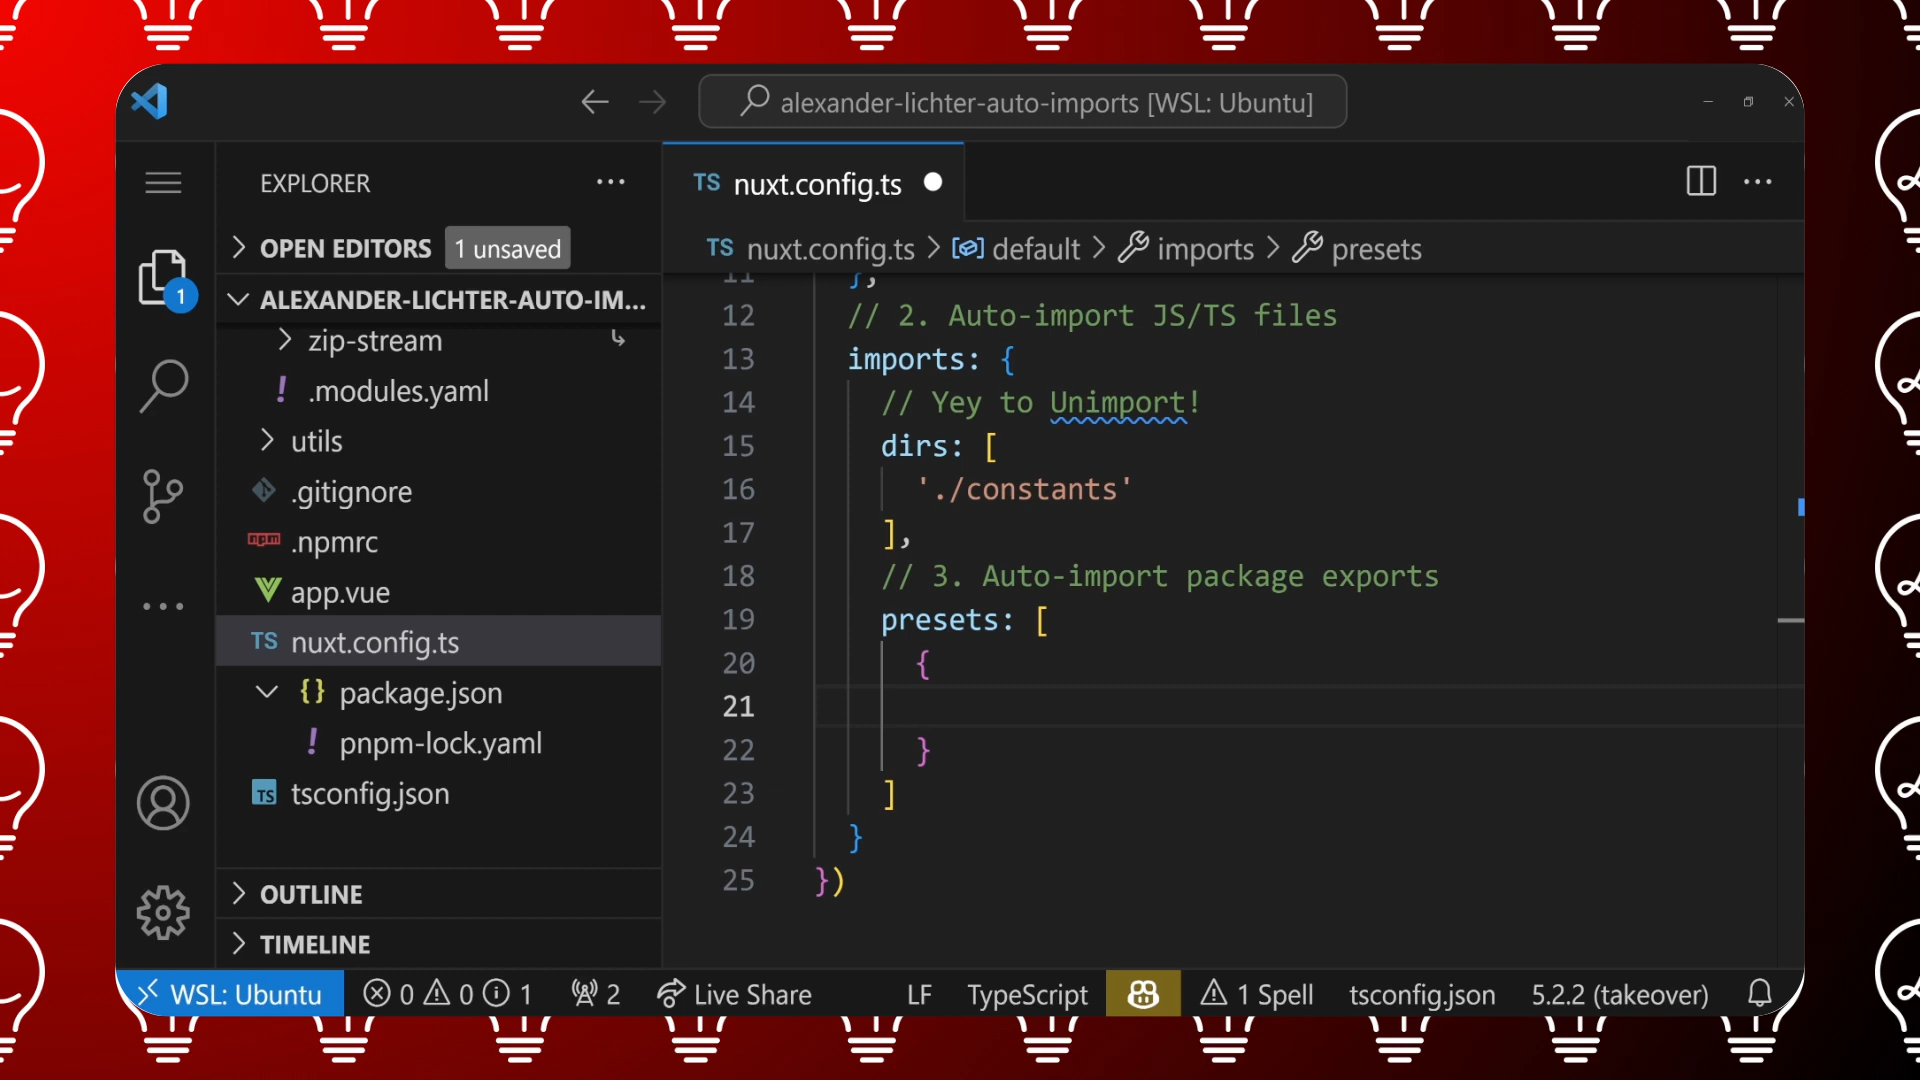 alexander-lichter-auto-imports [WSL: Ubuntu]
EXPLORER
OPEN EDITORS 1 unsaved
1
ALEXANDER-LICHTER-AUTO-IM...
zip-stream
! .modules.yaml
utils
.gitignore
npm .npmrc
app.vue
TS nuxt.config.ts
{} package.json
! pnpm-lock.yaml
TS tsconfig.json
OUTLINE
TIMELINE
TS nuxt.config.ts
TS nuxt.config.ts > default > imports > presets
11 },
12 // 2. Auto-import JS/TS files
13 imports: {
14 // Yey to Unimport!
15 dirs: [
16 './constants'
17 ],
18 // 3. Auto-import package exports
19 presets: [
20 {
21
22 }
23 ]
24 }
25 })
WSL: Ubuntu 0 0 1 2 Live Share LF TypeScript 1 Spell tsconfig.json 5.2.2 (takeover)